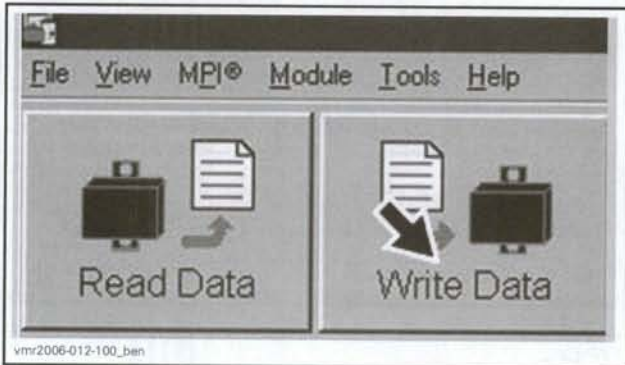 File View MPI® Module Tools Help
Read Data
Write Data
vmr2006-012-100_ben